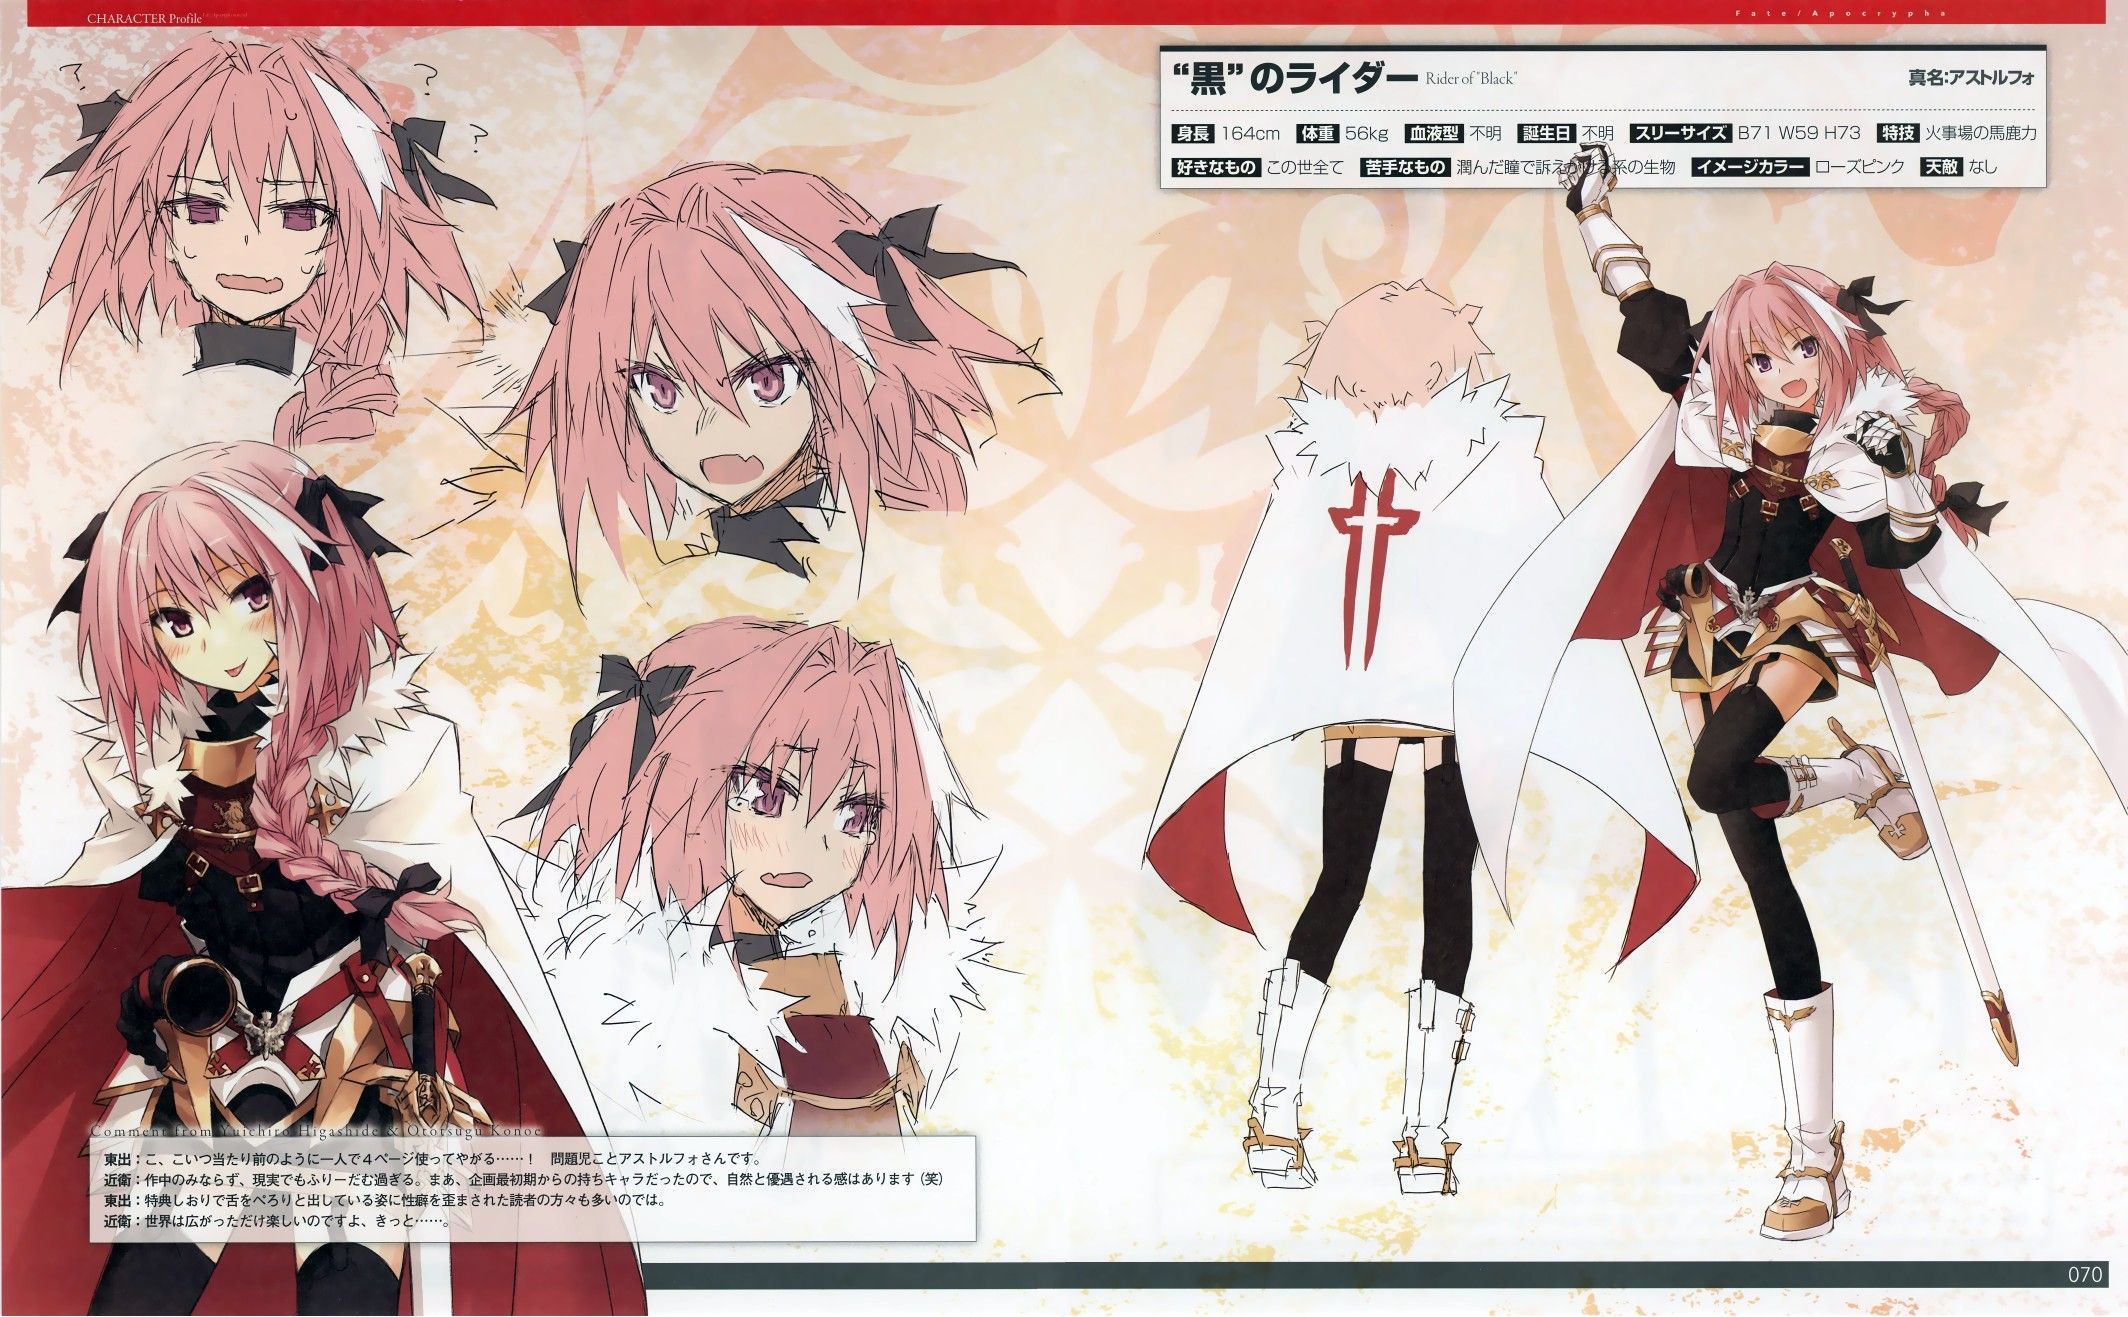 CHARACTER Profile
Fate/Apocrypha
“黒”のライダー Rider of "Black" 真名:アストルフォ
身長 164cm 体重 56kg 血液型 不明 誕生日 不明 スリーサイズ B71 W59 H73 特技 火事場の馬鹿力
好きなもの この世全て 苦手なもの 潤んだ瞳で訴えかける系の生物 イメージカラー ローズピンク 天敵 なし
?
?
?
Comment from Yuichiro Higashide & Ototsugu Konoe
東出：こ、こいつ当たり前のように一人で４ページ使ってやがる……！　問題児ことアストルフォさんです。
近衛：作中のみならず、現実でもふりーだむ過ぎる。まあ、企画最初期からの持ちキャラだったので、自然と優遇される感はあります（笑）
東出：特典しおりで舌をぺろりと出している姿に性癖を歪まされた読者の方々も多いのでは。
近衛：世界は広がっただけ楽しいのですよ、きっと……。
070